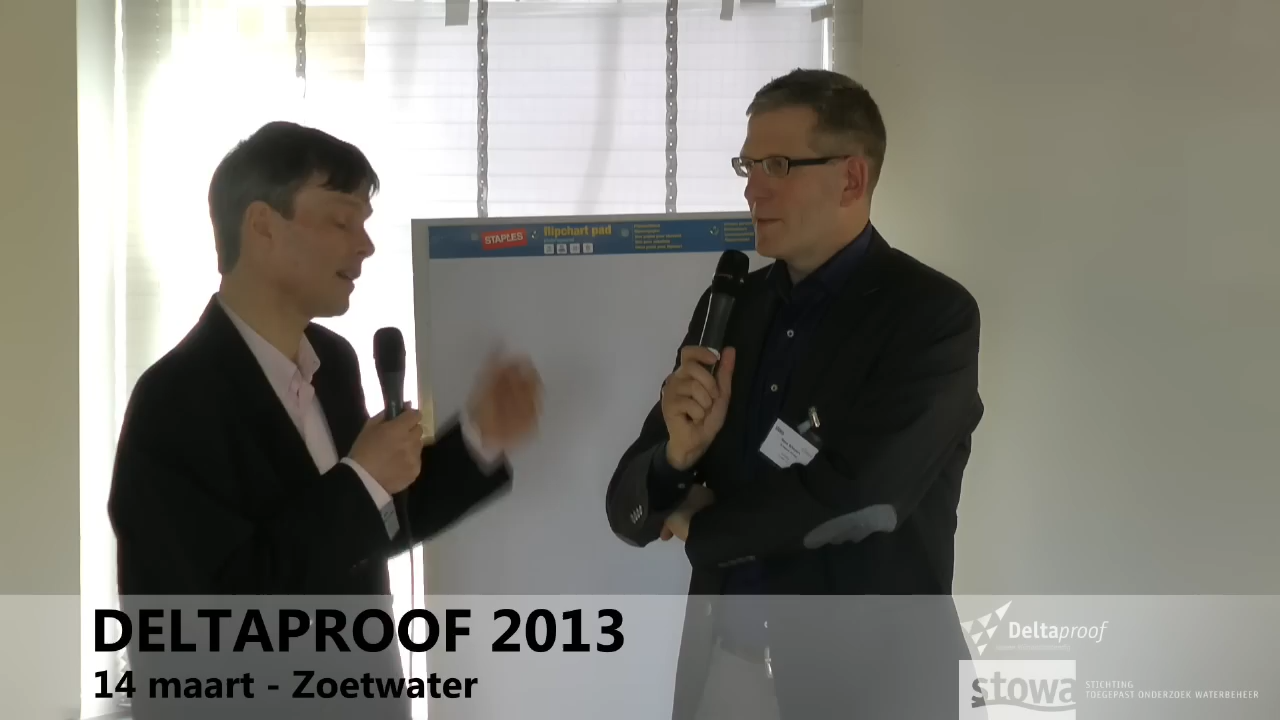 STAPLES flipchart pad
DELTAPROOF 2013
14 maart - Zoetwater
Deltaproof
stowa
STICHTING
TOEGEPAST ONDERZOEK WATERBEHEER